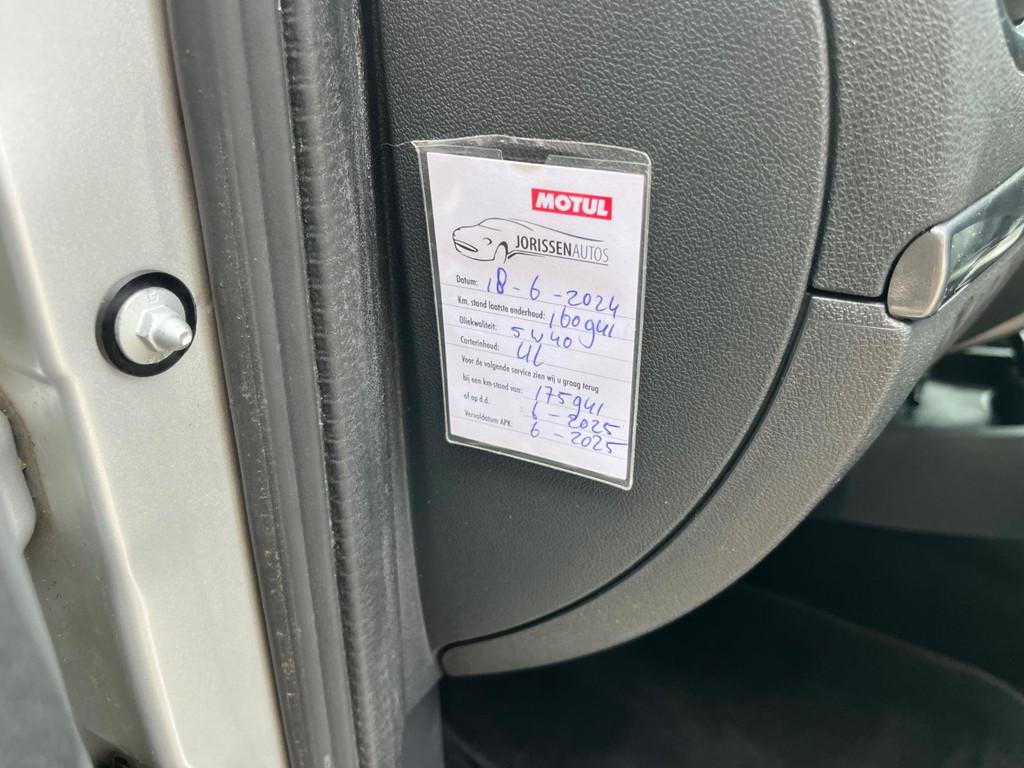 MOTUL
JORISSENAUTOS
Datum: 18-6-2024
Km. stand laatste onderhoud: 160941
Oliekwaliteit: 5w40
Carterinhoud: 4L
Voor de volgende service zien wij u graag terug
bij een km-stand van: 175941
of op d.d. : 6-2025
Vervaldatum APK: 6-2025